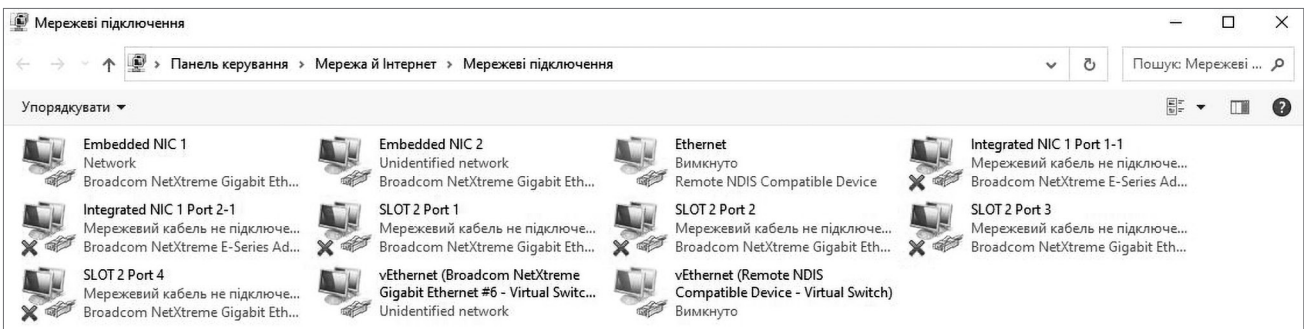 Мережеві підключення
Панель керування › Мережа й Інтернет › Мережеві підключення
Пошук: Мережеві ...
Упорядкувати
Embedded NIC 1
Network
Broadcom NetXtreme Gigabit Eth...
Embedded NIC 2
Unidentified network
Broadcom NetXtreme Gigabit Eth...
Ethernet
Вимкнуто
Remote NDIS Compatible Device
Integrated NIC 1 Port 1-1
Мережевий кабель не підключе...
Broadcom NetXtreme E-Series Ad...
Integrated NIC 1 Port 2-1
Мережевий кабель не підключе...
Broadcom NetXtreme E-Series Ad...
SLOT 2 Port 1
Мережевий кабель не підключе...
Broadcom NetXtreme Gigabit Eth...
SLOT 2 Port 2
Мережевий кабель не підключе...
Broadcom NetXtreme Gigabit Eth...
SLOT 2 Port 3
Мережевий кабель не підключе...
Broadcom NetXtreme Gigabit Eth...
SLOT 2 Port 4
Мережевий кабель не підключе...
Broadcom NetXtreme Gigabit Eth...
vEthernet (Broadcom NetXtreme
Gigabit Ethernet #6 - Virtual Switc...
Unidentified network
vEthernet (Remote NDIS
Compatible Device - Virtual Switch)
Вимкнуто